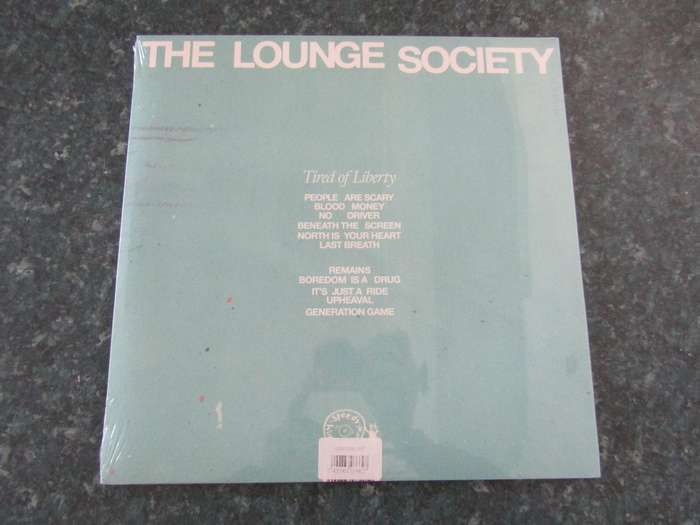 THE LOUNGE SOCIETY
Tired of Liberty
PEOPLE ARE SCARY
BLOOD MONEY
NO DRIVER
BENEATH THE SCREEN
NORTH IS YOUR HEART
LAST BREATH
REMAINS
BOREDOM IS A DRUG
IT'S JUST A RIDE
UPHEAVAL
GENERATION GAME
Speedy